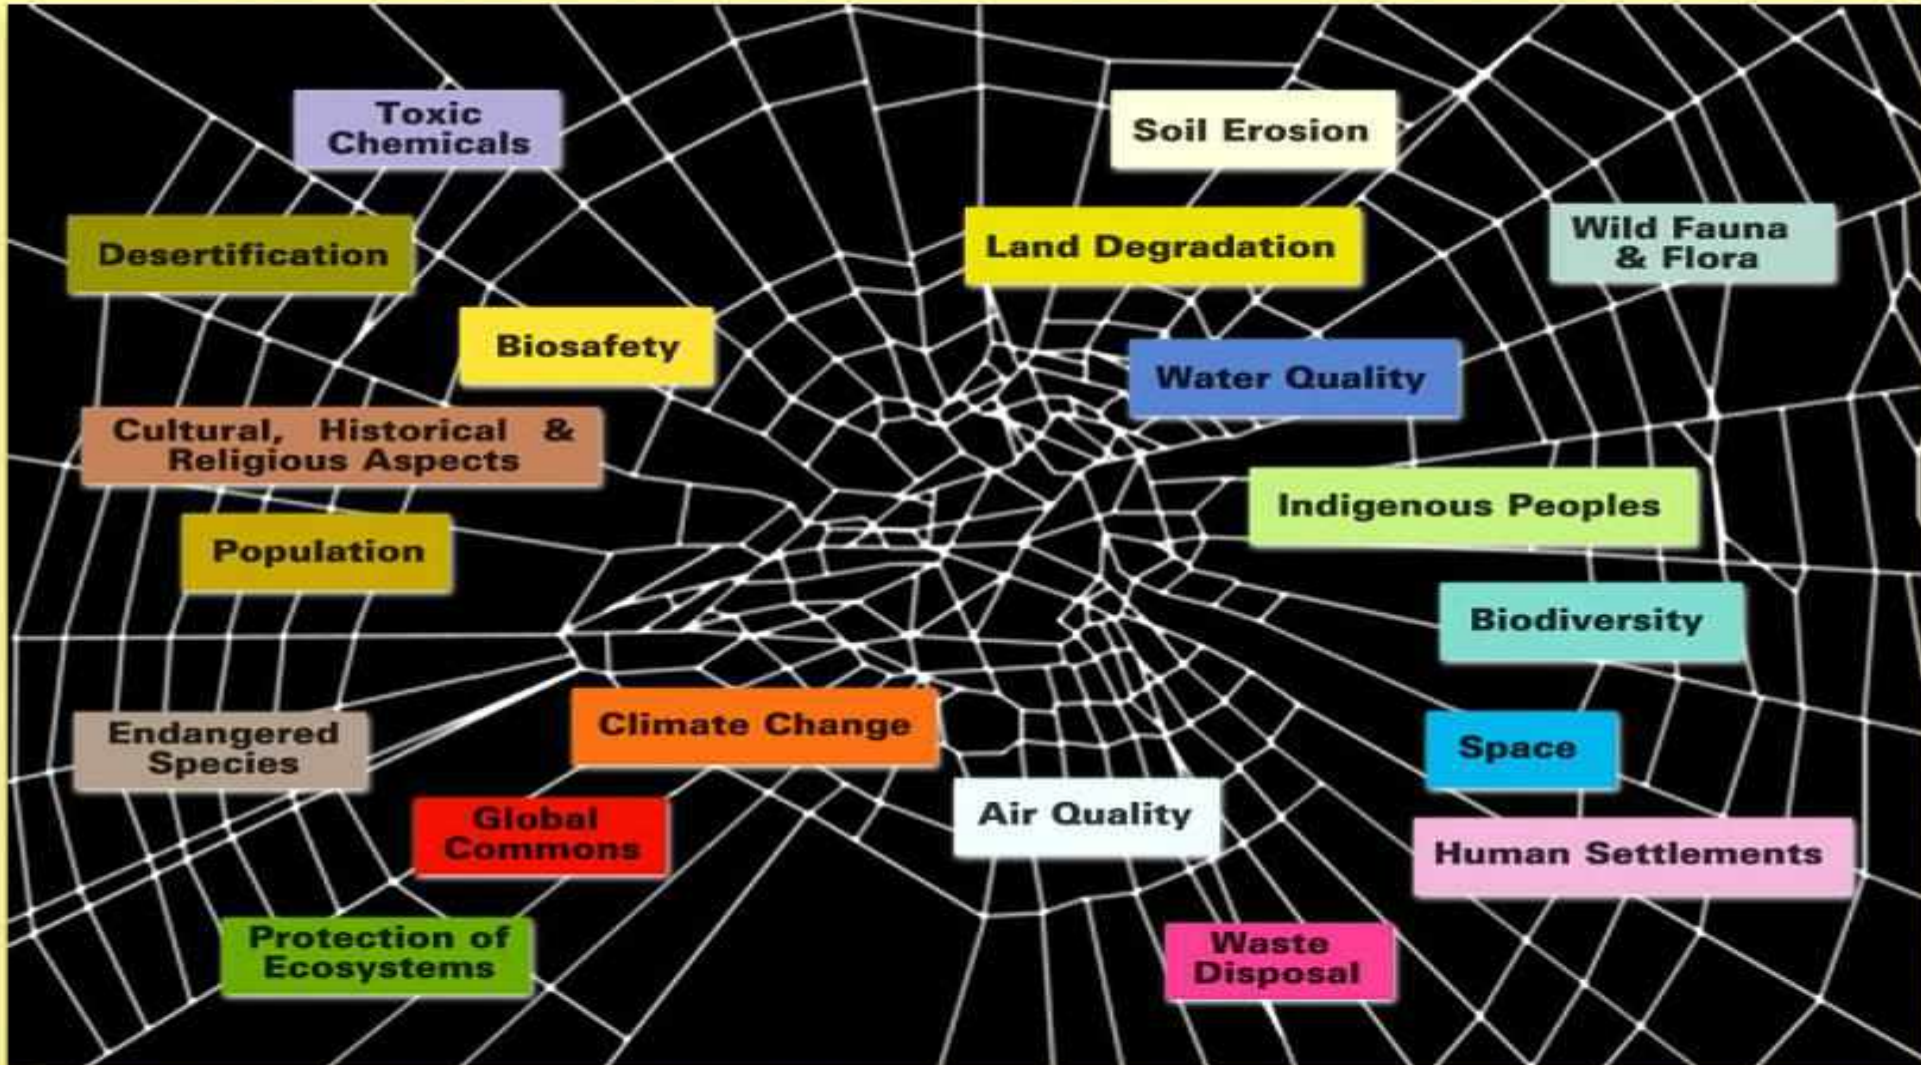 Toxic
Chemicals
Soil Erosion
Desertification
Land Degradation
Wild Fauna
& Flora
Biosafety
Water Quality
Cultural, Historical &
Religious Aspects
Indigenous Peoples
Population
Biodiversity
Endangered
Species
Climate Change
Space
Global
Commons
Air Quality
Human Settlements
Protection of
Ecosystems
Waste
Disposal